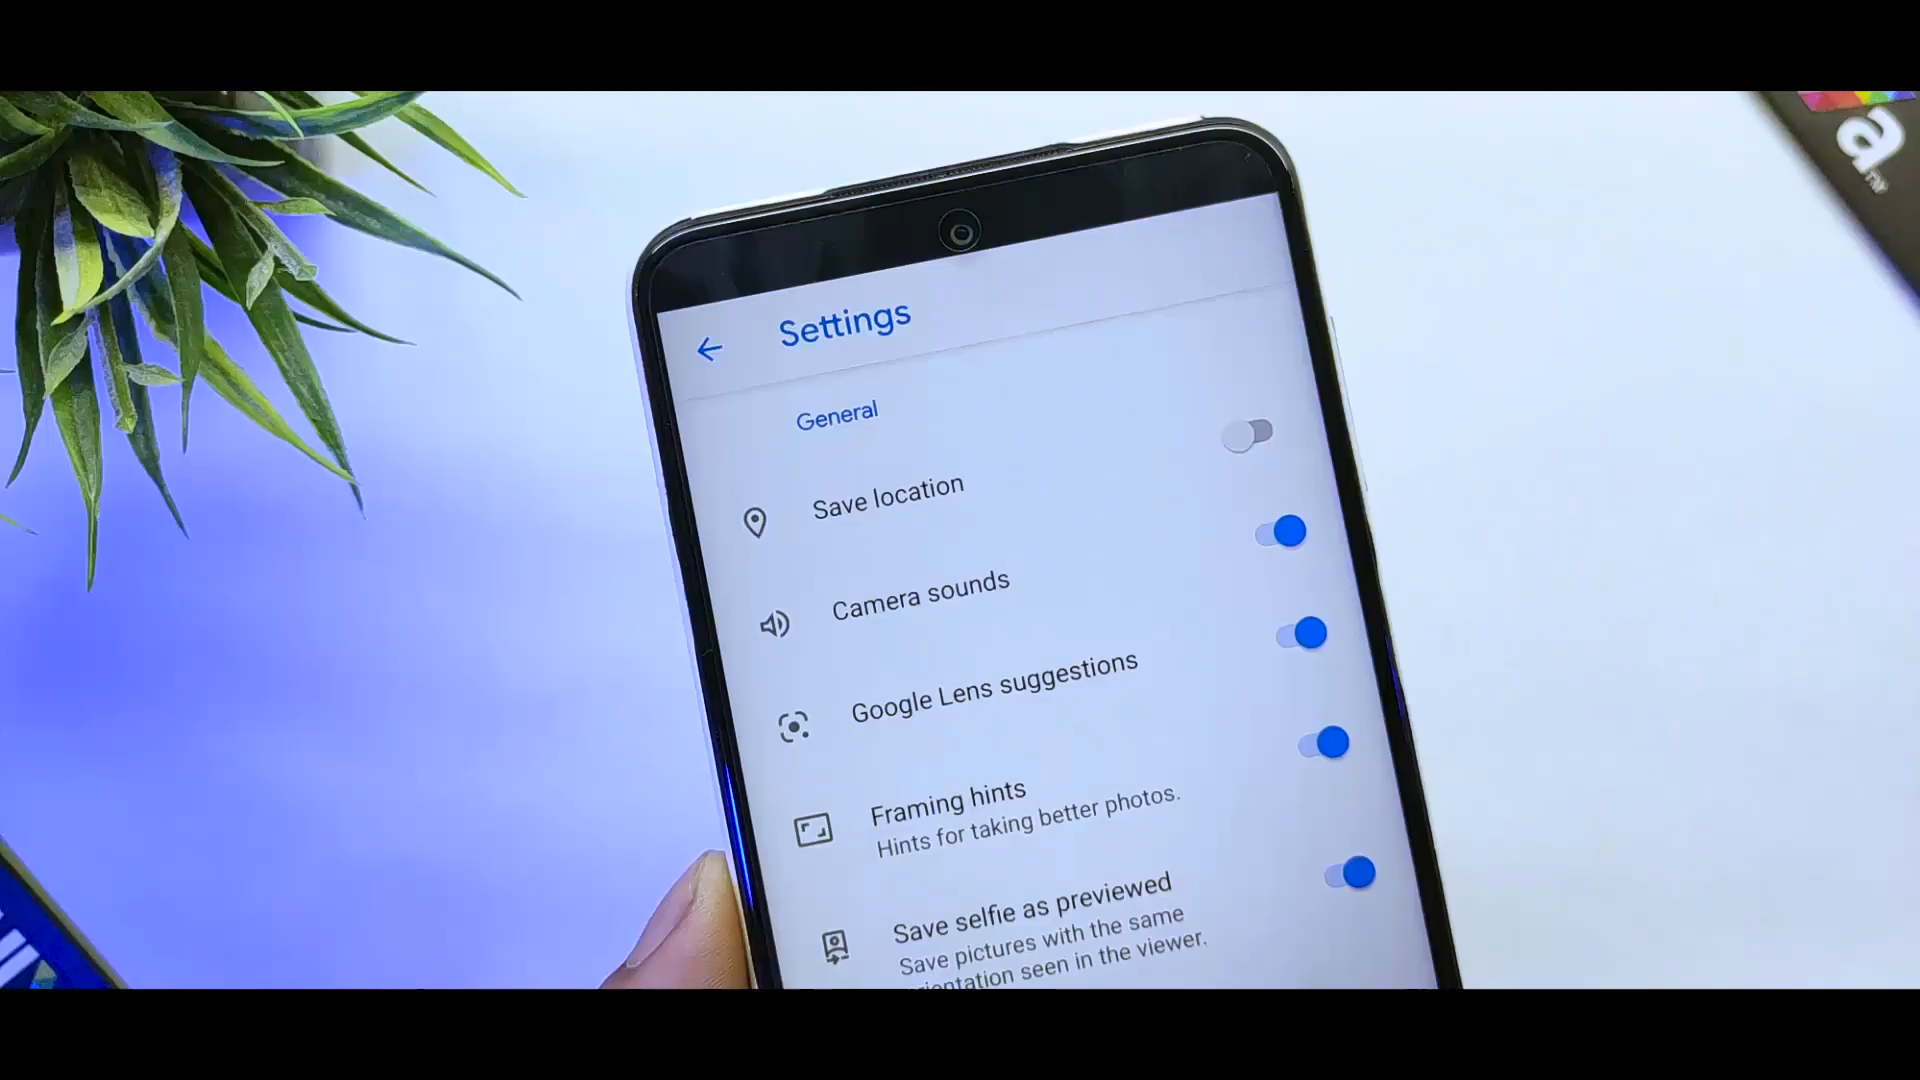 a
TM
Settings
General
Save location
Camera sounds
Google Lens suggestions
Framing hints
Hints for taking better photos.
Save selfie as previewed
Save pictures with the same
orientation seen in the viewer.